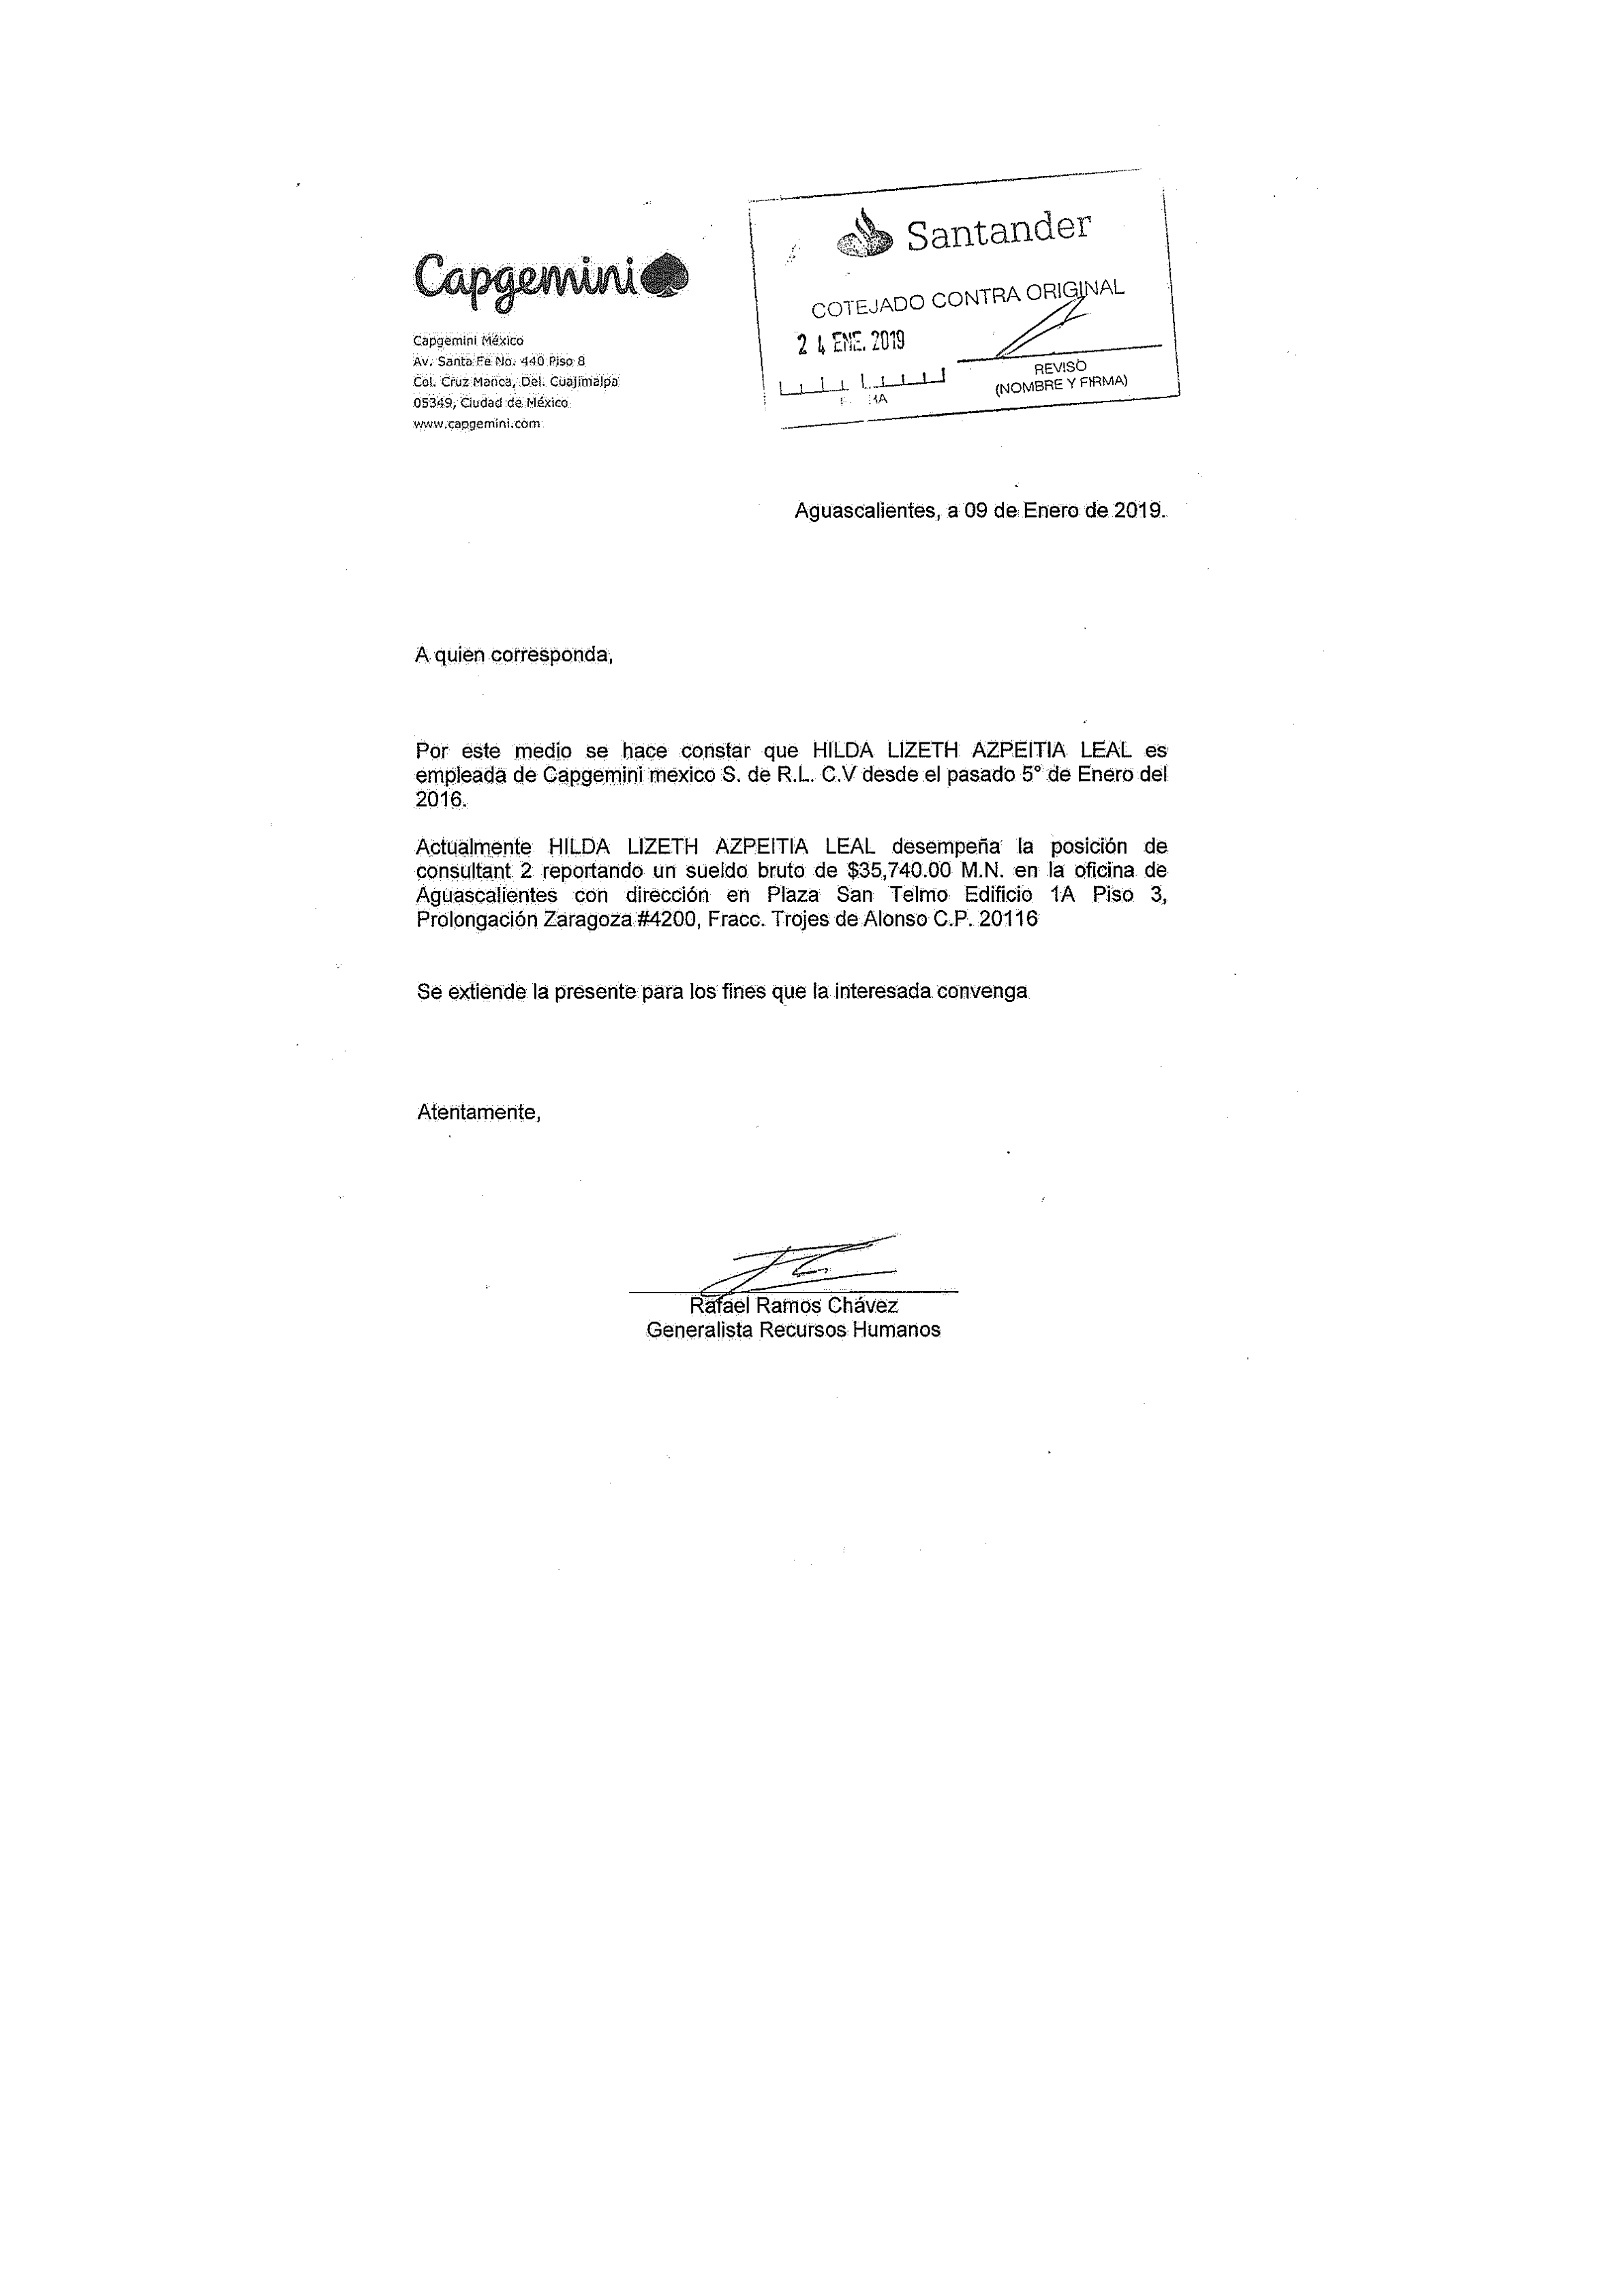 Capgemini
Capgemini México
Av. Santa Fe No. 440 Piso 8
Col. Cruz Manca, Del. Cuajimalpa
05349, Ciudad de México
www.capgemini.com
Santander
COTEJADO CONTRA ORIGINAL
24 ENE. 2019
REVISÓ
(NOMBRE Y FIRMA)
Aguascalientes, a 09 de Enero de 2019.
A quien corresponda,
Por este medio se hace constar que HILDA LIZETH AZPEITIA LEAL es
empleada de Capgemini mexico S. de R.L. C.V desde el pasado 5° de Enero del
2016.
Actualmente HILDA LIZETH AZPEITIA LEAL desempeña la posición de
consultant 2 reportando un sueldo bruto de $35,740.00 M.N. en la oficina de
Aguascalientes con dirección en Plaza San Telmo Edificio 1A Piso 3,
Prolongación Zaragoza #4200, Fracc. Trojes de Alonso C.P. 20116
Se extiende la presente para los fines que la interesada convenga
Atentamente,
Rafael Ramos Chávez
Generalista Recursos Humanos